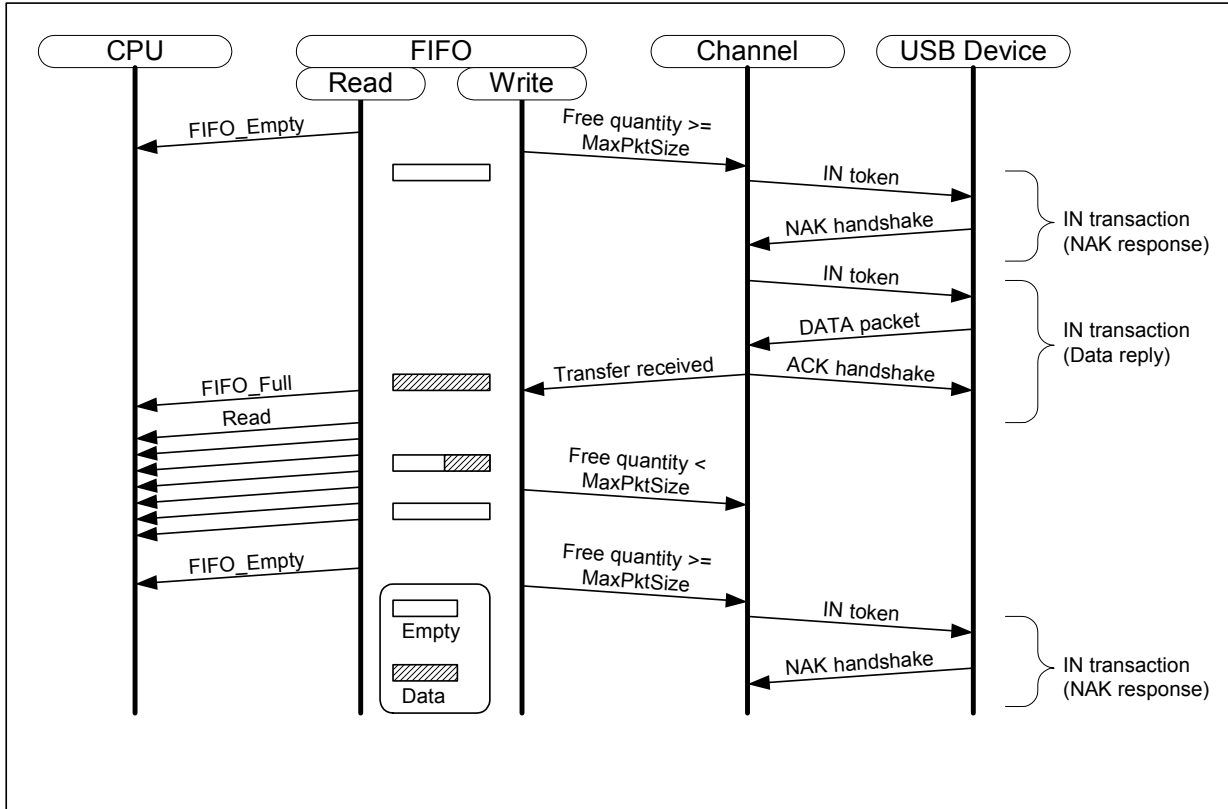 CPU
FIFO
Channel
USB Device
Read
Write
FIFO_Empty
Free quantity >=
MaxPktSize
IN token
NAK handshake
IN transaction
(NAK response)
IN token
DATA packet
IN transaction
(Data reply)
Transfer received
ACK handshake
FIFO_Full
Read
Free quantity <
MaxPktSize
FIFO_Empty
Free quantity >=
MaxPktSize
Empty
Data
IN token
NAK handshake
IN transaction
(NAK response)